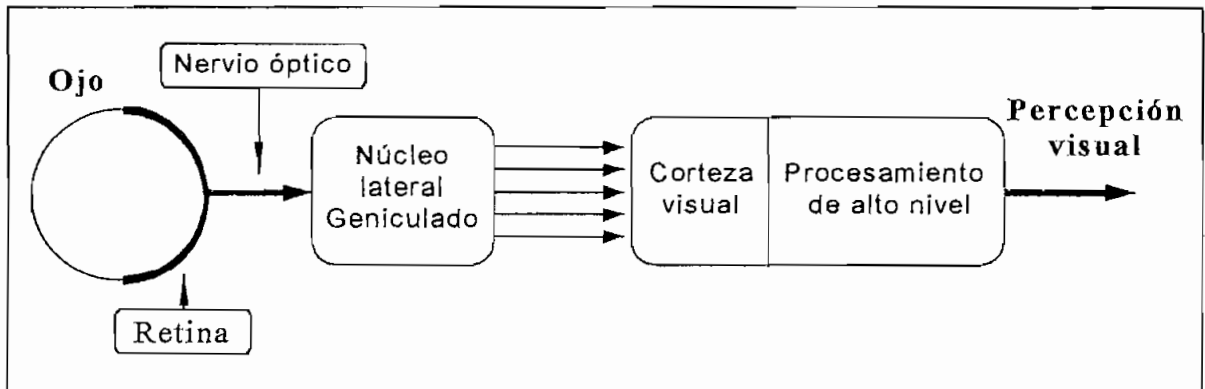 Nervio óptico
Ojo
Percepción
visual
Núcleo
lateral
Geniculado
Corteza
visual
Procesamiento
de alto nivel
Retina